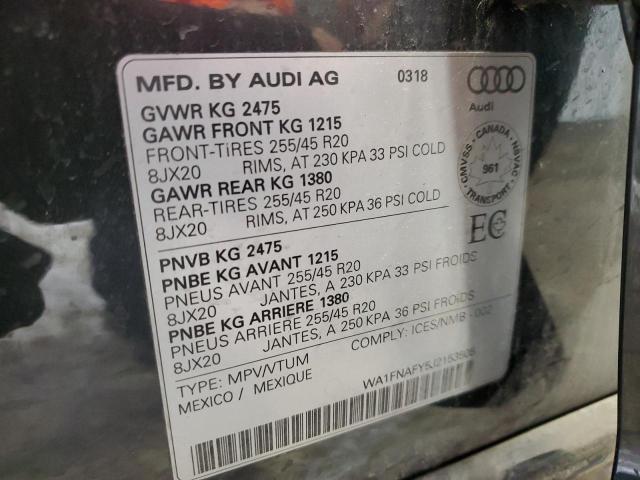 MFD. BY AUDI AG 0318
Audi
GVWR KG 2475
GAWR FRONT KG 1215
FRONT-TIRES 255/45 R20
8JX20 RIMS, AT 230 KPA 33 PSI COLD
GAWR REAR KG 1380
REAR-TIRES 255/45 R20
8JX20 RIMS, AT 250 KPA 36 PSI COLD
CANADA · NSVAC
TRANSPORT · CMVSS
961
EC
PNVB KG 2475
PNBE KG AVANT 1215
PNEUS AVANT 255/45 R20
8JX20 JANTES, A 230 KPA 33 PSI FROIDS
PNBE KG ARRIERE 1380
PNEUS ARRIERE 255/45 R20
8JX20 JANTES, A 250 KPA 36 PSI FROIDS
COMPLY: ICES/NMB - 002
TYPE: MPV/VTUM
MEXICO / MEXIQUE
WA1FNAFY5J2153505